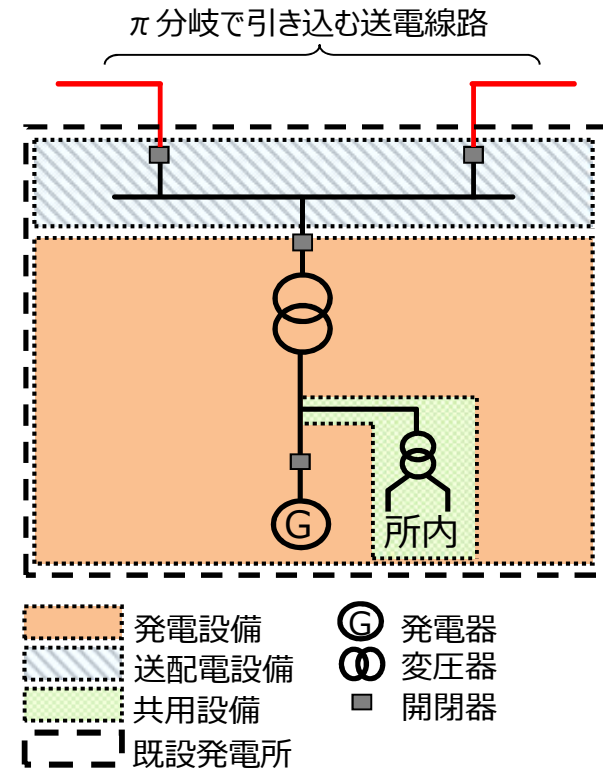 π分岐で引き込む送電線路
所内
G
発電設備
送配電設備
共用設備
既設発電所
G 発電器
変圧器
開閉器